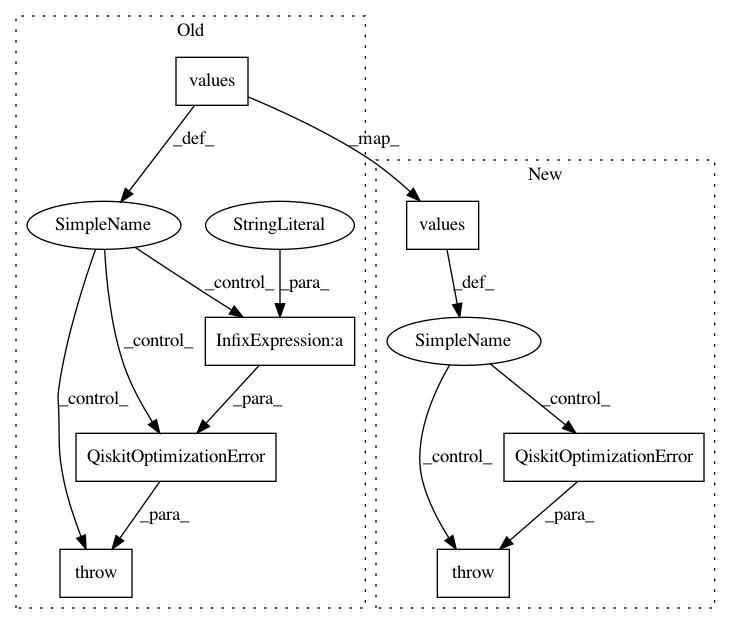 Old
values
_def_
_map_
New
SimpleName
StringLiteral
values
_control_
_para_
_def_
InfixExpression:a
SimpleName
_control_
_control_
_para_
_control_
_control_
QiskitOptimizationError
QiskitOptimizationError
_para_
_para_
throw
throw